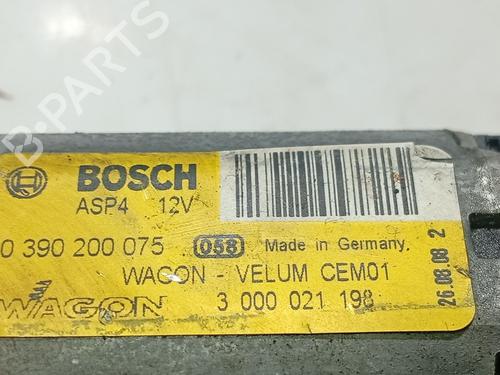 B-PARTS
BOSCH
ASP4 12V
0 390 200 075 058 Made in Germany.
WAGON - VELUM CEM01
WAGON 3 000 021 198
26.08.08 2